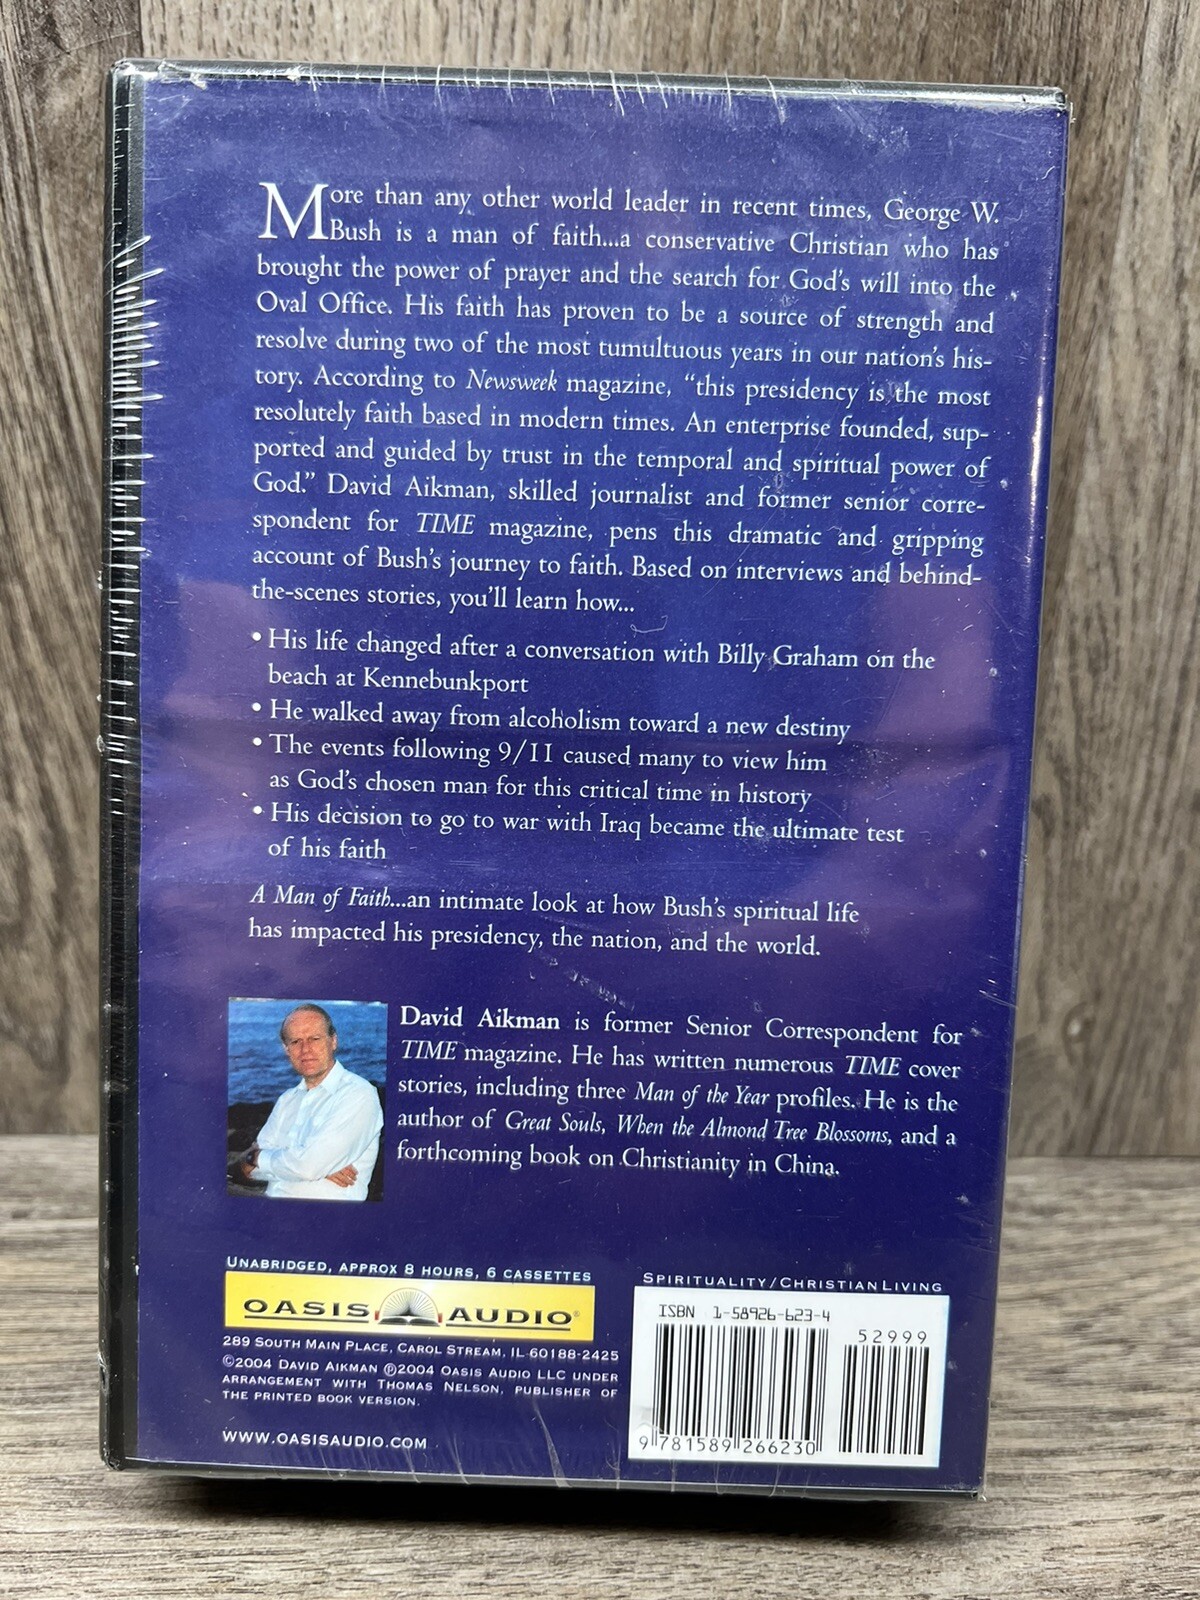 More than any other world leader in recent times, George W.
Bush is a man of faith...a conservative Christian who has
brought the power of prayer and the search for God's will into the
Oval Office. His faith has proven to be a source of strength and
resolve during two of the most tumultuous years in our nation's his-
tory. According to Newsweek magazine, "this presidency is the most
resolutely faith based in modern times. An enterprise founded, sup-
ported and guided by trust in the temporal and spiritual power of
God." David Aikman, skilled journalist and former senior corre-
spondent for TIME magazine, pens this dramatic and gripping
account of Bush's journey to faith. Based on interviews and behind-
the-scenes stories, you'll learn how...
• His life changed after a conversation with Billy Graham on the
beach at Kennebunkport
• He walked away from alcoholism toward a new destiny
• The events following 9/11 caused many to view him
as God's chosen man for this critical time in history
• His decision to go to war with Iraq became the ultimate test
of his faith
A Man of Faith...an intimate look at how Bush's spiritual life
has impacted his presidency, the nation, and the world.
David Aikman is former Senior Correspondent for
TIME magazine. He has written numerous TIME cover
stories, including three Man of the Year profiles. He is the
author of Great Souls, When the Almond Tree Blossoms, and a
forthcoming book on Christianity in China.
UNABRIDGED, APPROX 8 HOURS, 6 CASSETTES
OASIS AUDIO®
289 SOUTH MAIN PLACE, CAROL STREAM, IL 60188-2425
©2004 DAVID AIKMAN ℗2004 OASIS AUDIO LLC UNDER
ARRANGEMENT WITH THOMAS NELSON, PUBLISHER OF
THE PRINTED BOOK VERSION.
WWW.OASISAUDIO.COM
SPIRITUALITY/CHRISTIAN LIVING
ISBN 1-58926-623-4
52999
9 781589 266230